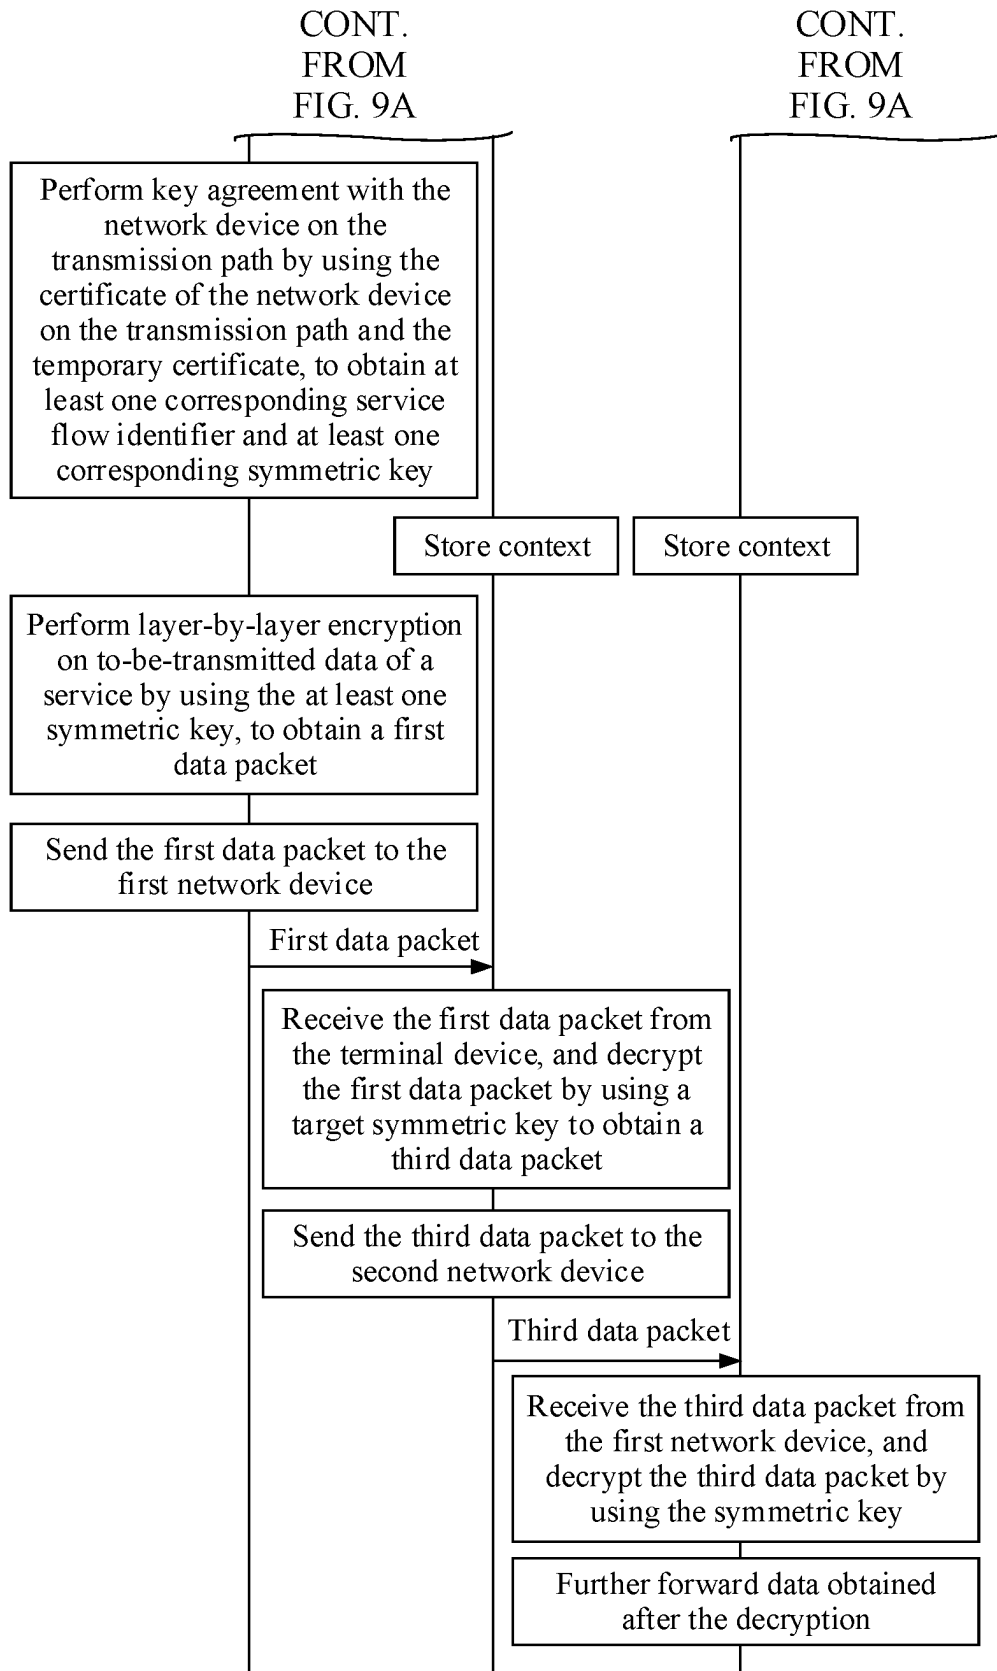 CONT.
FROM
FIG. 9A
CONT.
FROM
FIG. 9A
Perform key agreement with the
network device on the
transmission path by using the
certificate of the network device
on the transmission path and the
temporary certificate, to obtain at
least one corresponding service
flow identifier and at least one
corresponding symmetric key
Store context
Store context
Perform layer-by-layer encryption
on to-be-transmitted data of a
service by using the at least one
symmetric key, to obtain a first
data packet
Send the first data packet to the
first network device
First data packet
Receive the first data packet from
the terminal device, and decrypt
the first data packet by using a
target symmetric key to obtain a
third data packet
Send the third data packet to the
second network device
Third data packet
Receive the third data packet from
the first network device, and
decrypt the third data packet by
using the symmetric key
Further forward data obtained
after the decryption